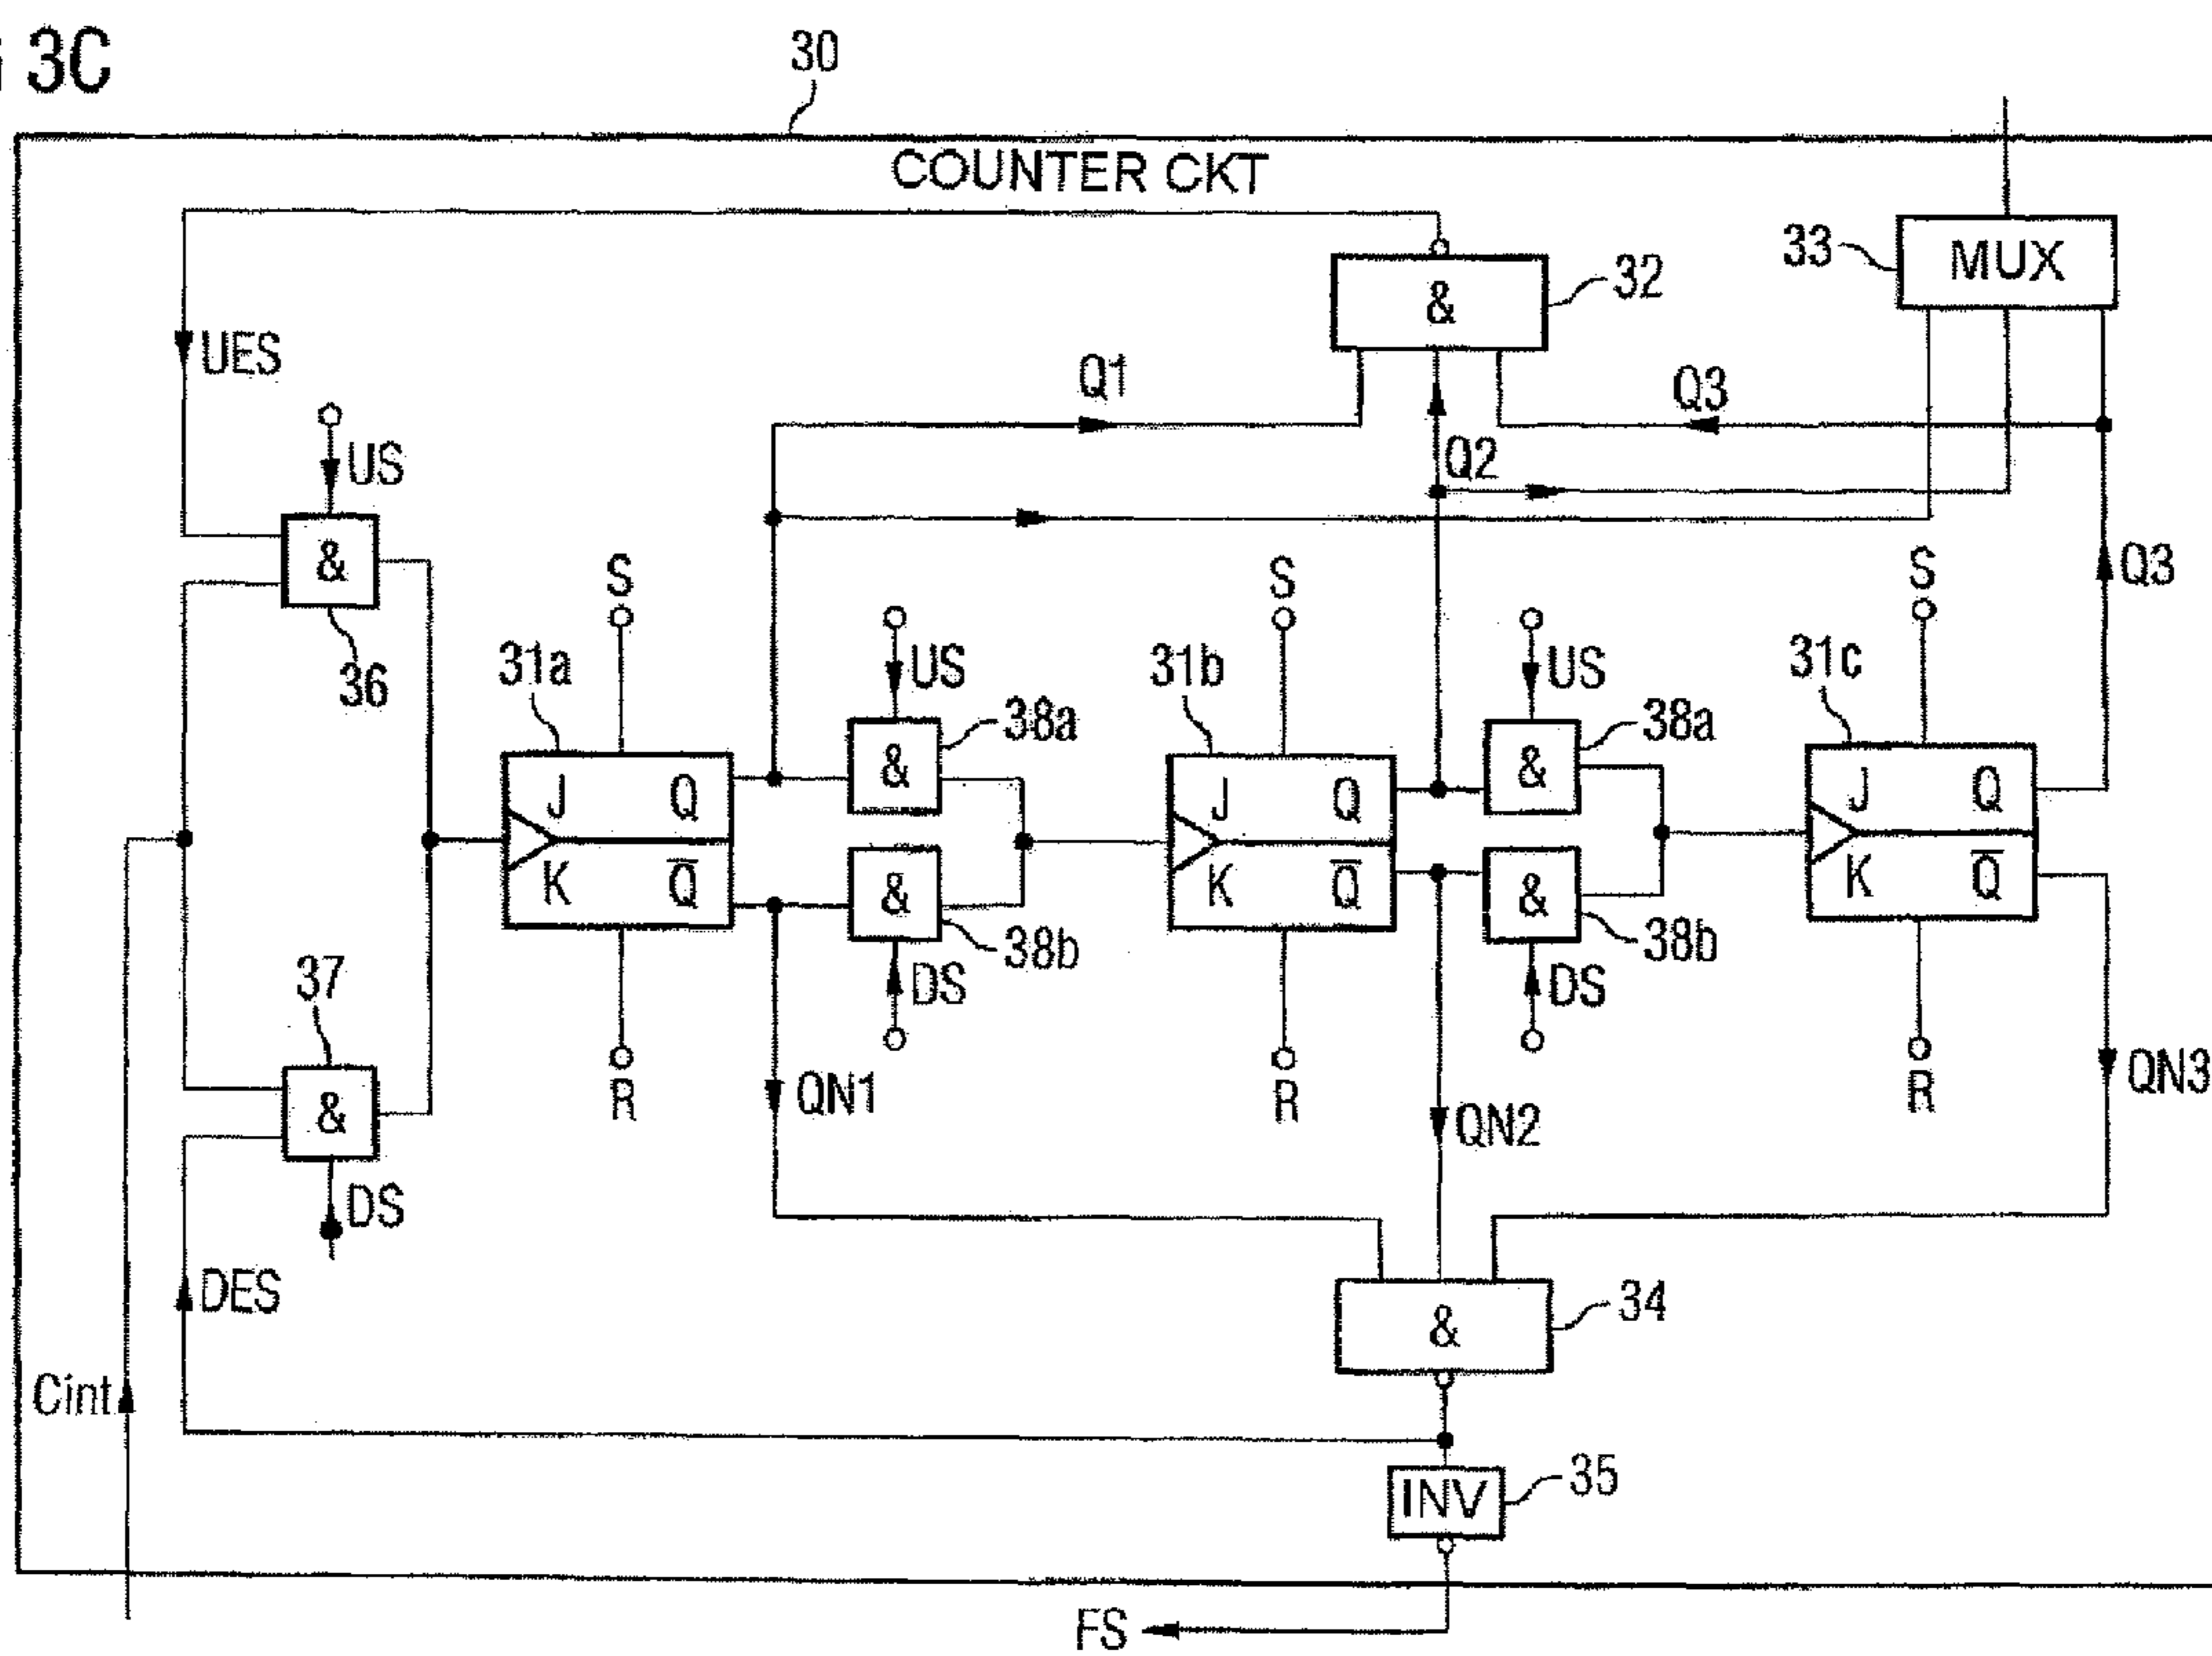 3C
30
COUNTER CKT
33
MUX
32
&
UES
Q1
Q3
US
Q2
&
36
S
S
S
Q3
31a
US
38a
31b
US
38a
31c
J
Q
&
J
Q
&
J
Q
K
Q̅
&
K
Q̅
&
K
Q̅
38b
38b
37
DS
DS
&
R
QN1
R
QN2
R
QN3
DS
DES
34
&
Cint
35
INV
FS